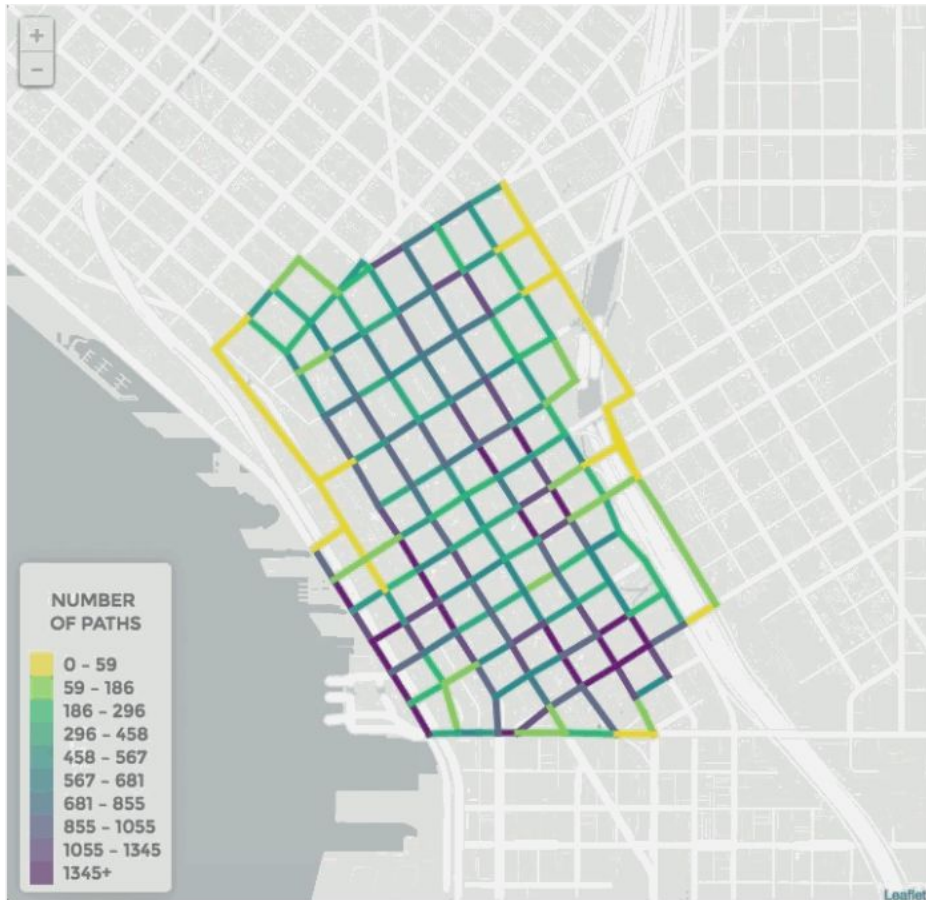 +
−
NUMBER
OF PATHS
0 – 59
59 – 186
186 – 296
296 – 458
458 – 567
567 – 681
681 – 855
855 – 1055
1055 – 1345
1345+
Leaflet